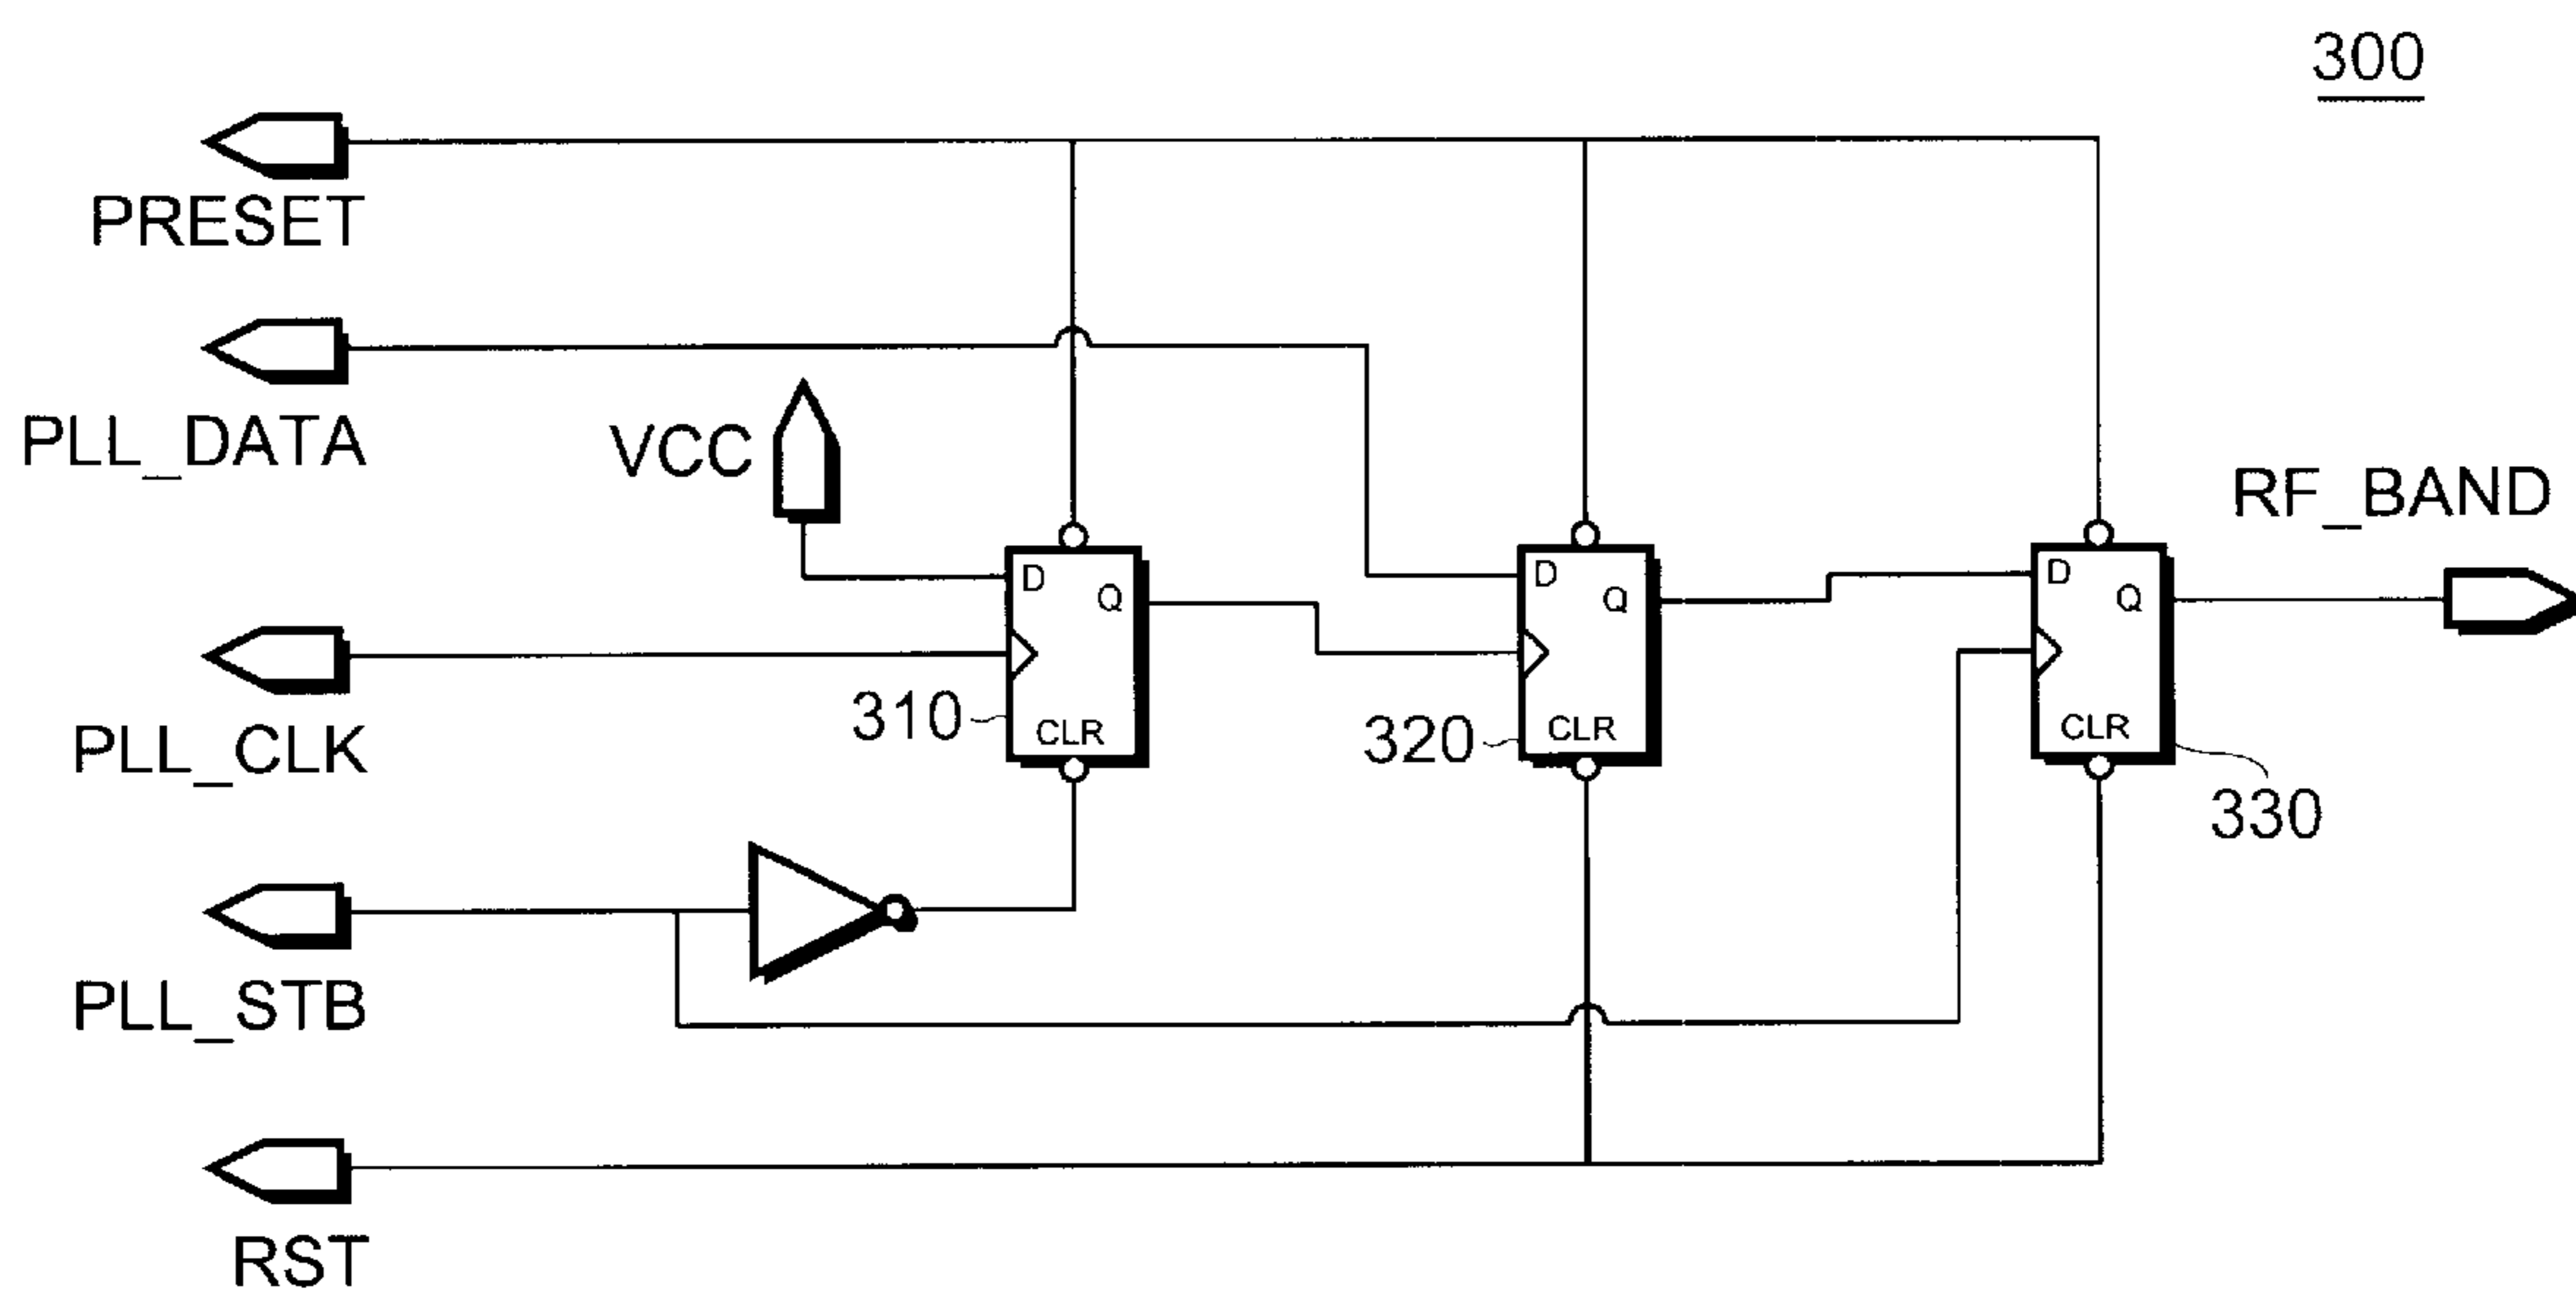 300
PRESET
PLL_DATA
VCC
RF_BAND
D
Q
D
Q
D
Q
PLL_CLK
310
CLR
320
CLR
CLR
330
PLL_STB
RST